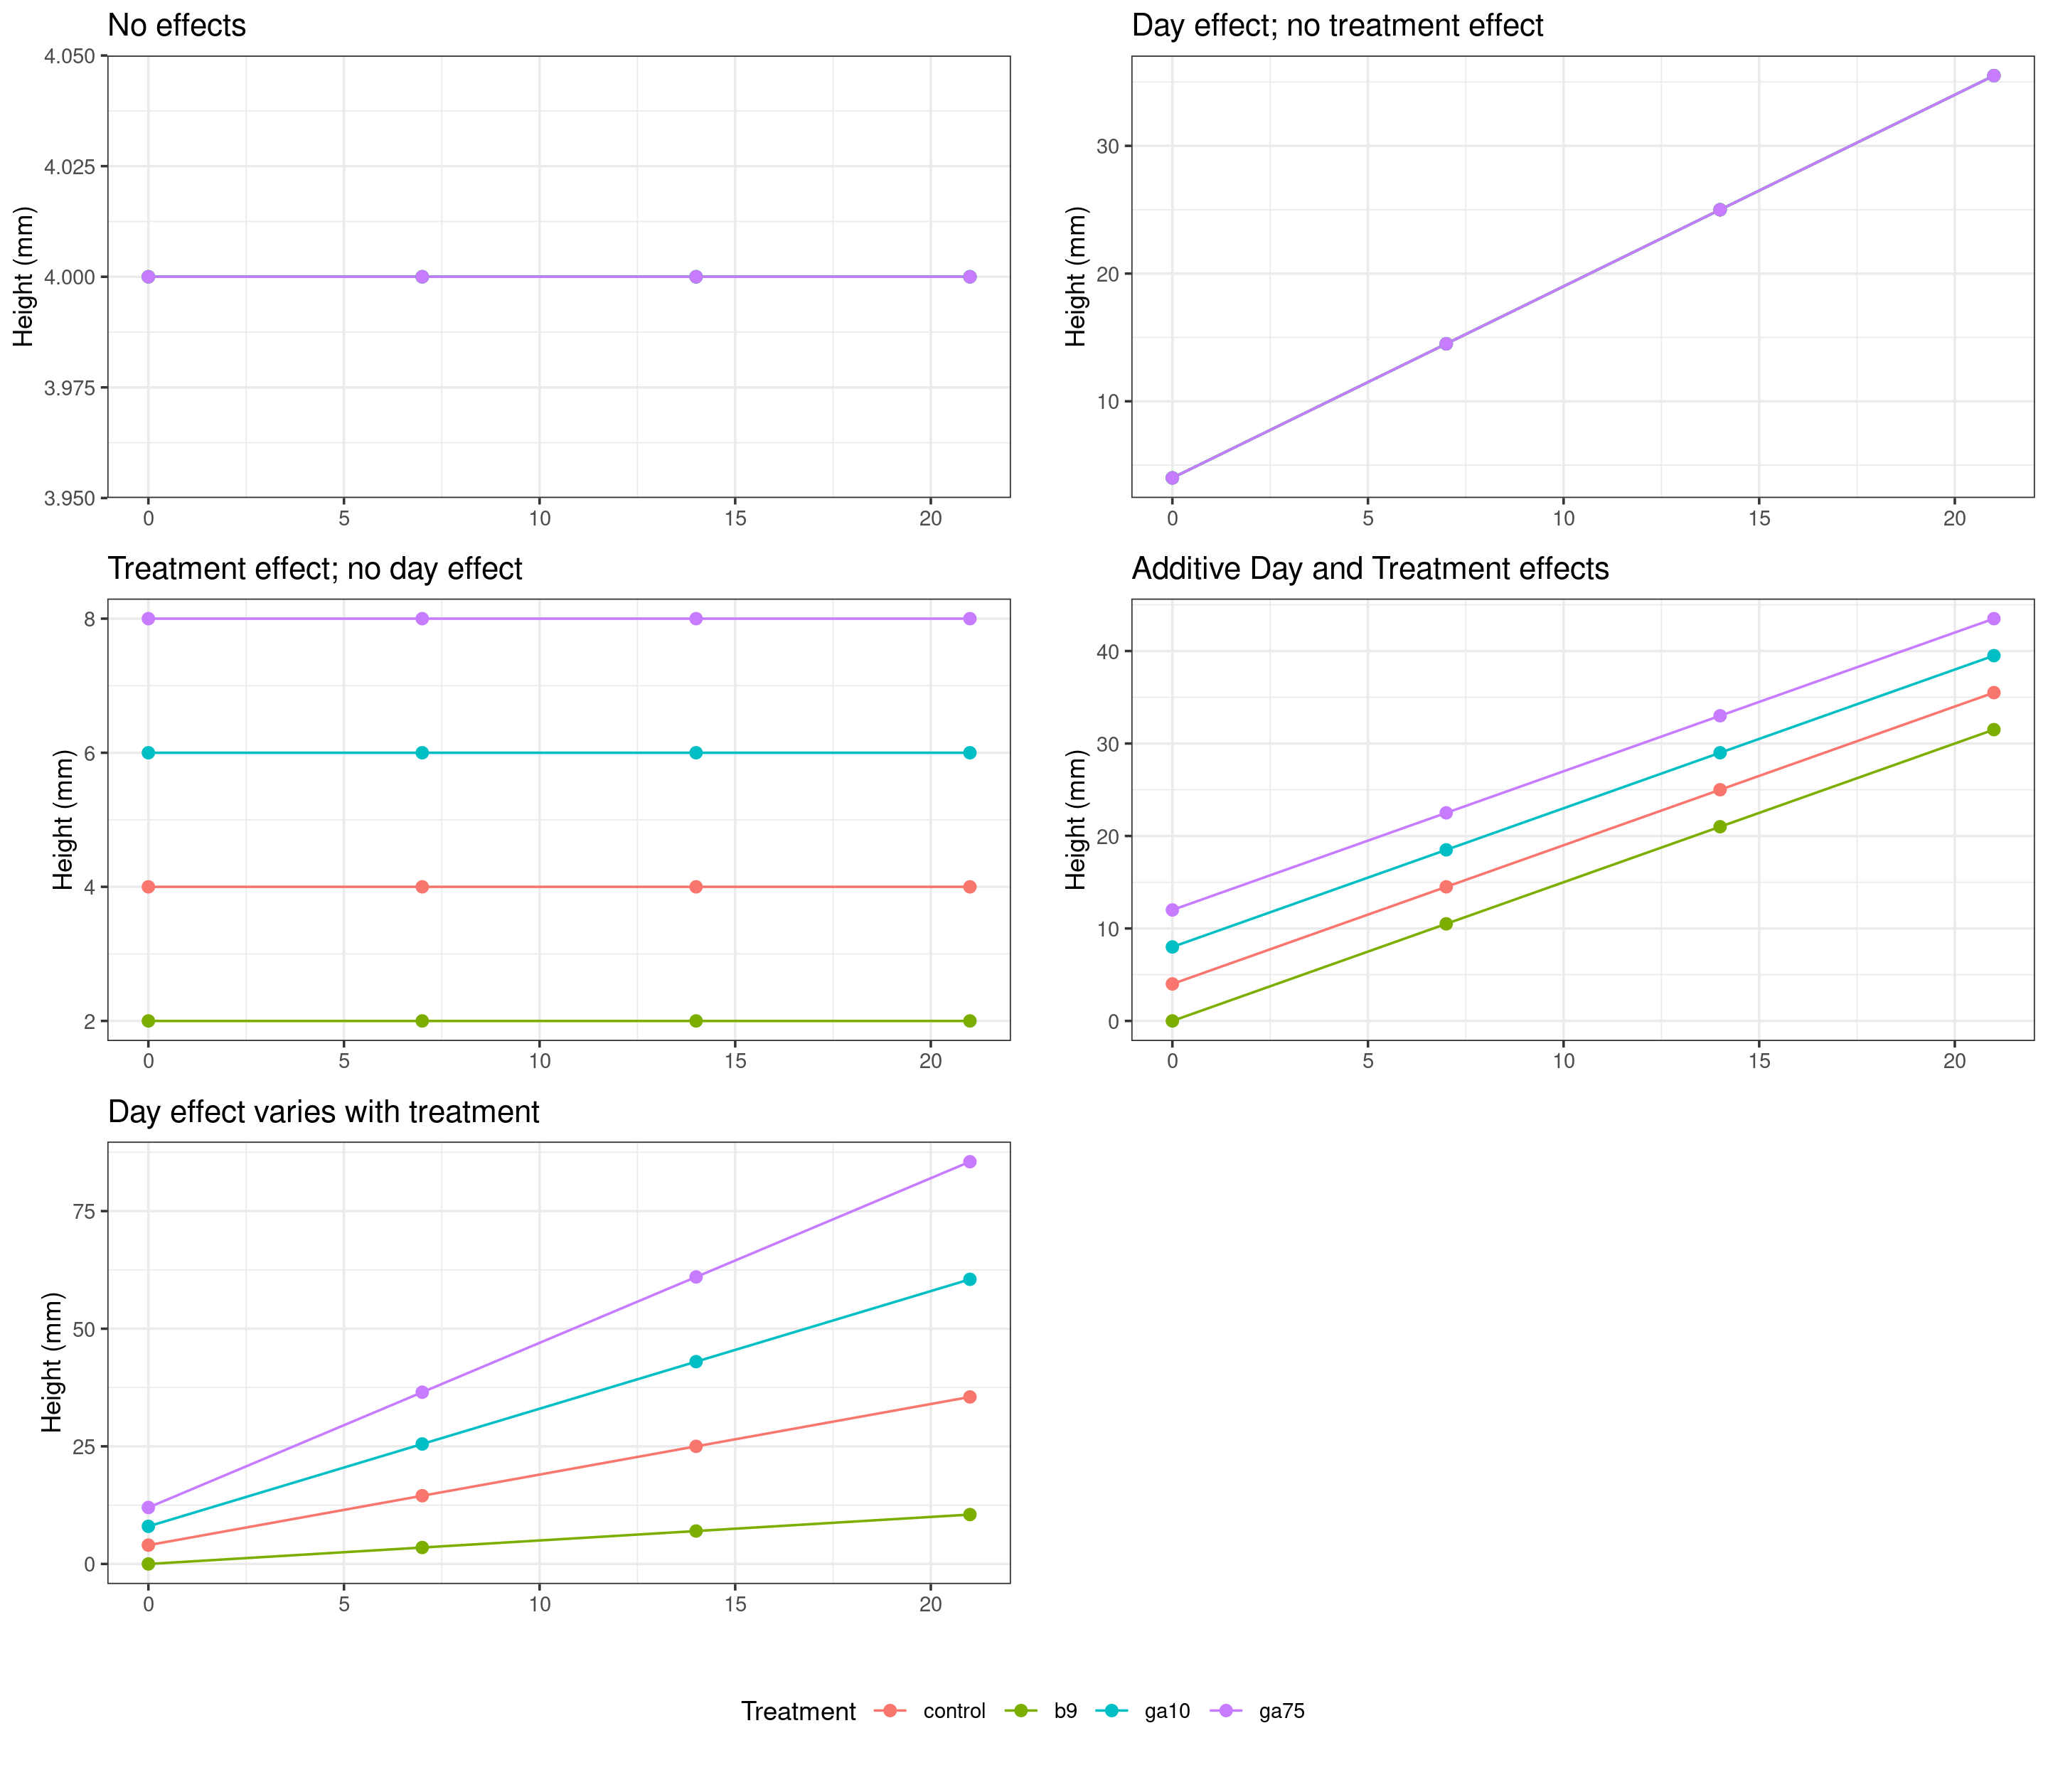 No effects
Height (mm)
4.050
4.025
4.000
3.975
3.950
0 5 10 15 20
Day effect; no treatment effect
Height (mm)
30
20
10
0 5 10 15 20
Treatment effect; no day effect
Height (mm)
8
6
4
2
0 5 10 15 20
Additive Day and Treatment effects
Height (mm)
40
30
20
10
0
0 5 10 15 20
Day effect varies with treatment
Height (mm)
75
50
25
0
0 5 10 15 20
Treatment control b9 ga10 ga75